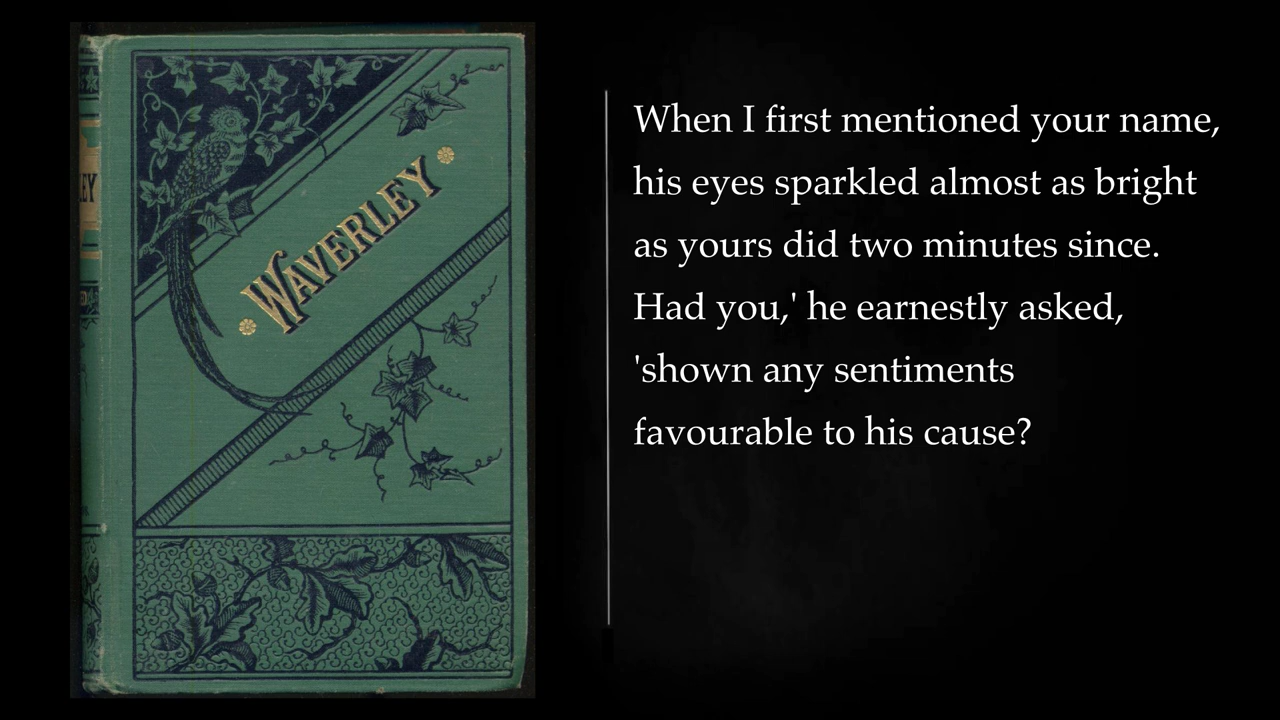 WAVERLEY
EY
When I first mentioned your name,
his eyes sparkled almost as bright
as yours did two minutes since.
Had you,' he earnestly asked,
'shown any sentiments
favourable to his cause?